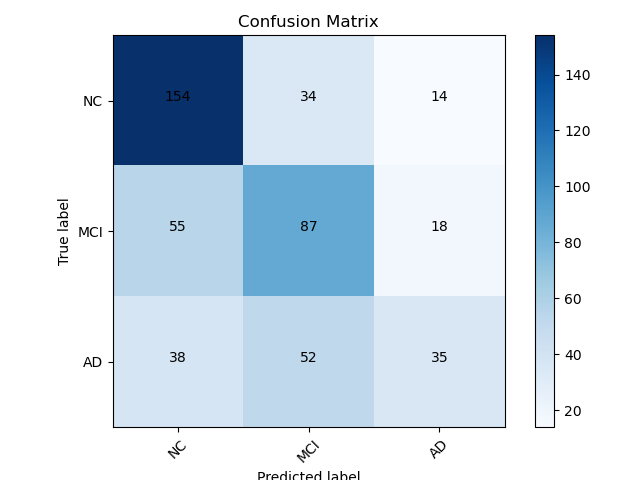 Confusion Matrix
NC 154 34 14
MCI 55 87 18
AD 38 52 35
NC MCI AD
True label
Predicted label
140
120
100
80
60
40
20